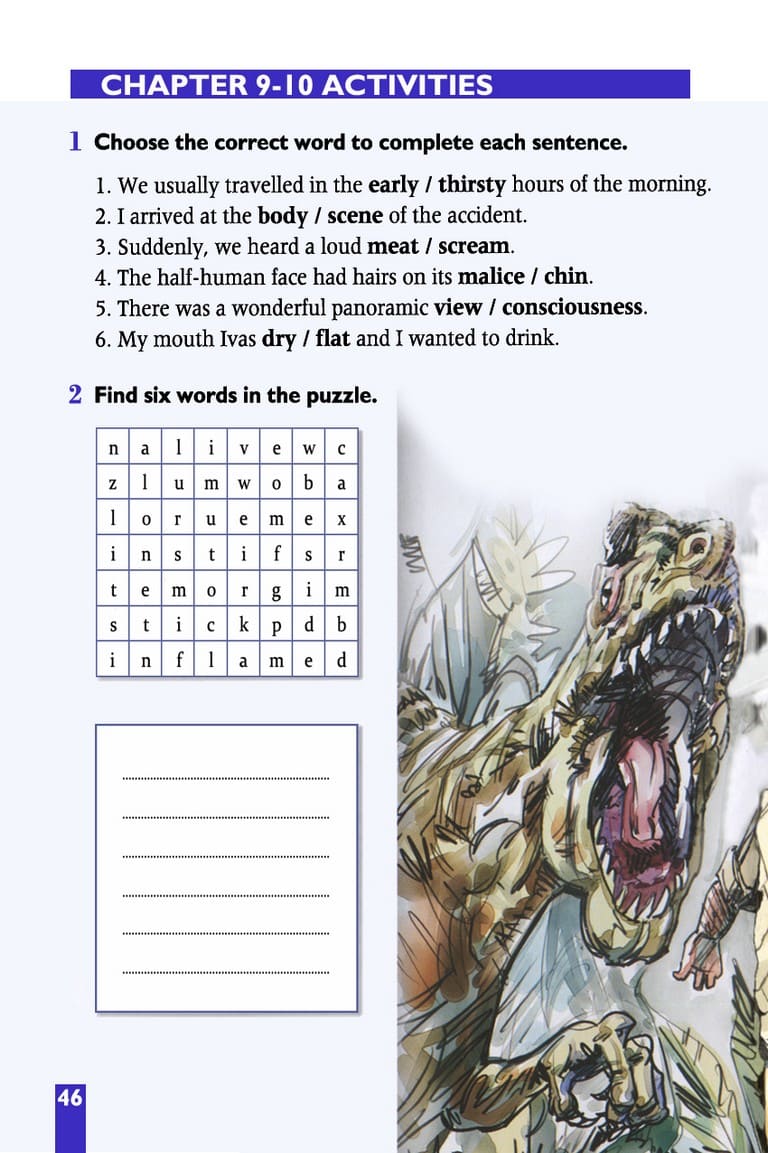 CHAPTER 9-10 ACTIVITIES
1 Choose the correct word to complete each sentence.
1. We usually travelled in the early / thirsty hours of the morning.
2. I arrived at the body / scene of the accident.
3. Suddenly, we heard a loud meat / scream.
4. The half-human face had hairs on its malice / chin.
5. There was a wonderful panoramic view / consciousness.
6. My mouth Ivas dry / flat and I wanted to drink.
2 Find six words in the puzzle.
n a l i v e w c
z l u m w o b a
l o r u e m e x
i n s t i f s r
t e m o r g i m
s t i c k p d b
i n f l a m e d
46